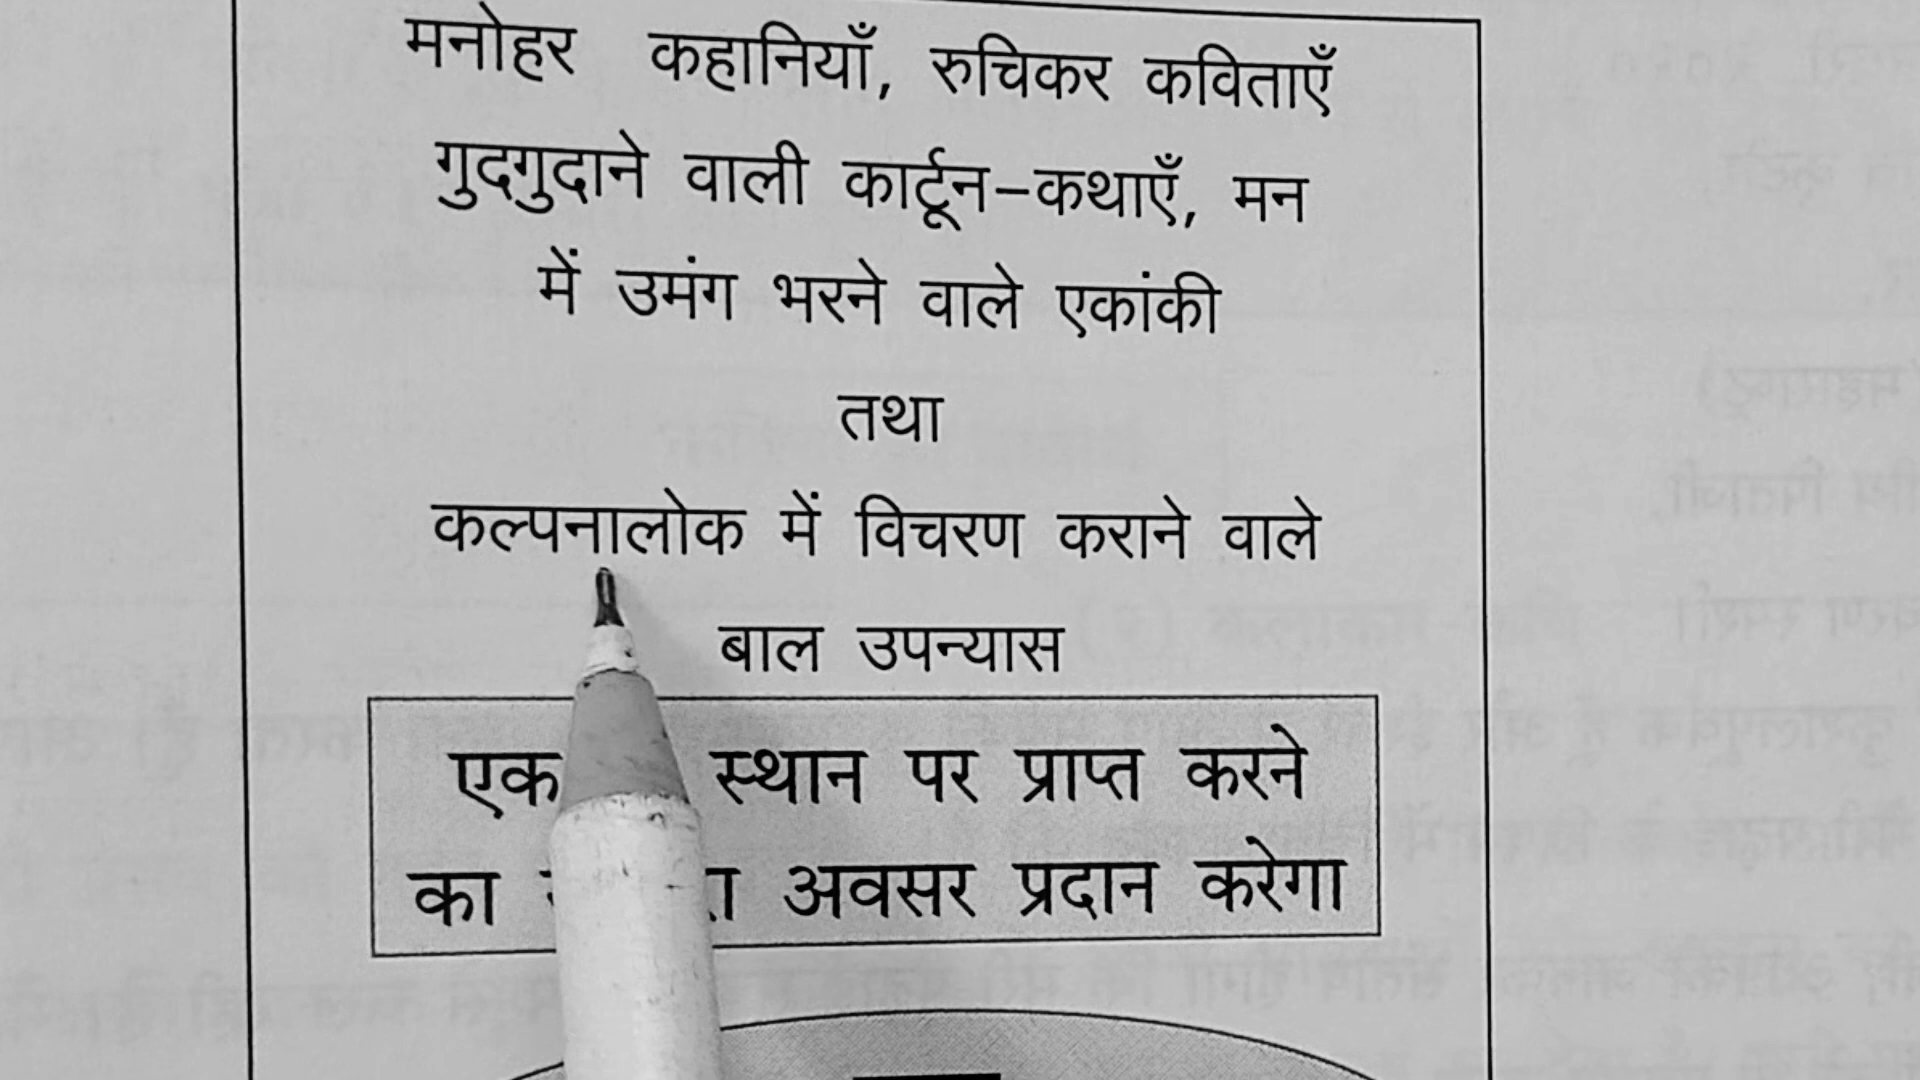 मनोहर कहानियाँ, रुचिकर कविताएँ
गुदगुदाने वाली कार्टून–कथाएँ, मन
में उमंग भरने वाले एकांकी
तथा
कल्पनालोक में विचरण कराने वाले
बाल उपन्यास
एक स्थान पर प्राप्त करने
का अवसर प्रदान करेगा